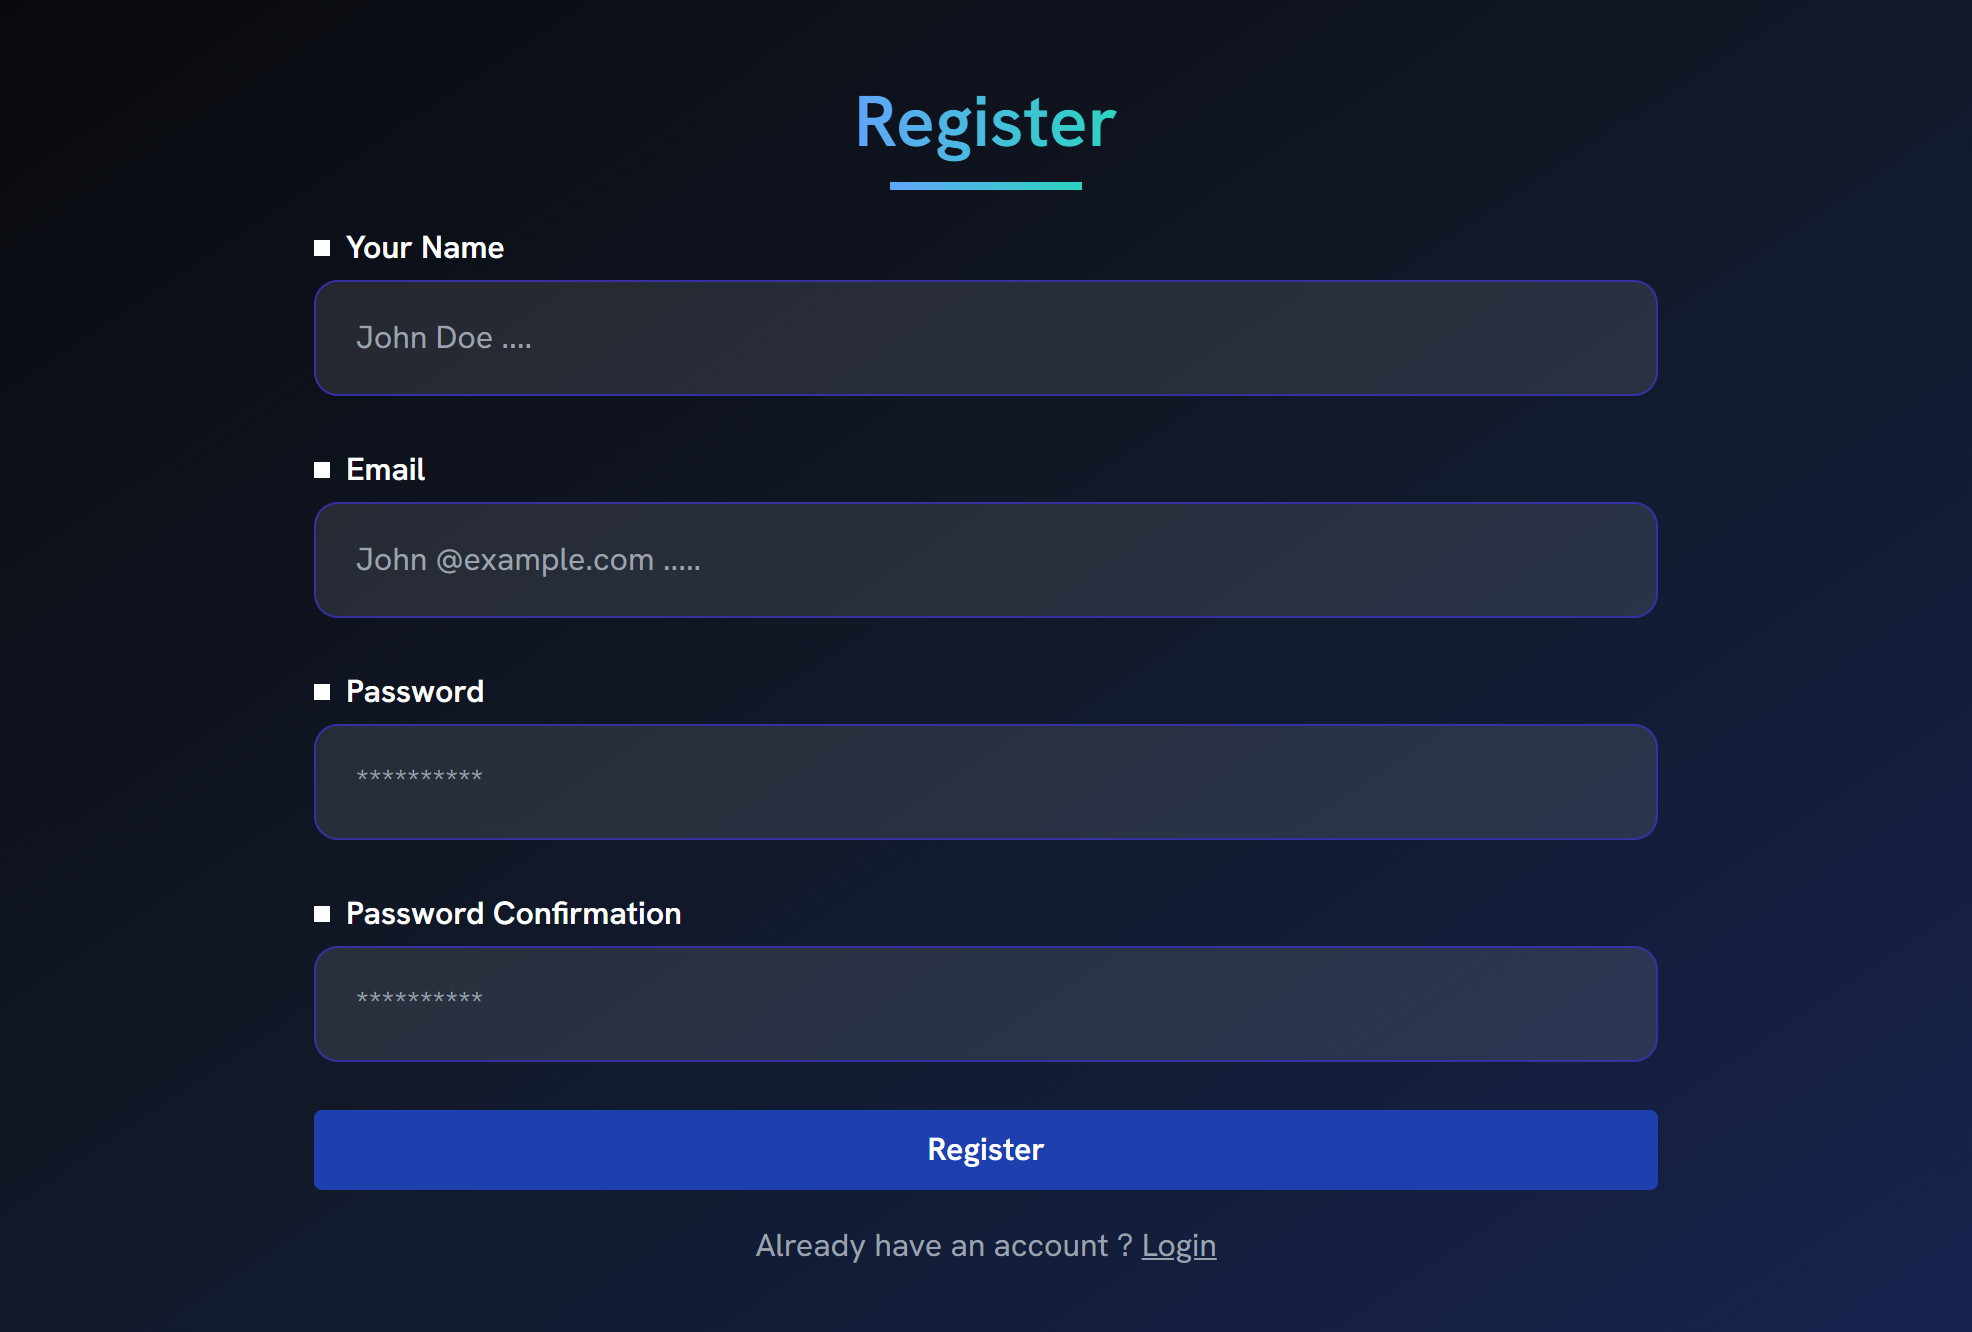 Register
Your Name
John Doe ....
Email
John @example.com .....
Password
**********
Password Confirmation
**********
Register
Already have an account ? Login